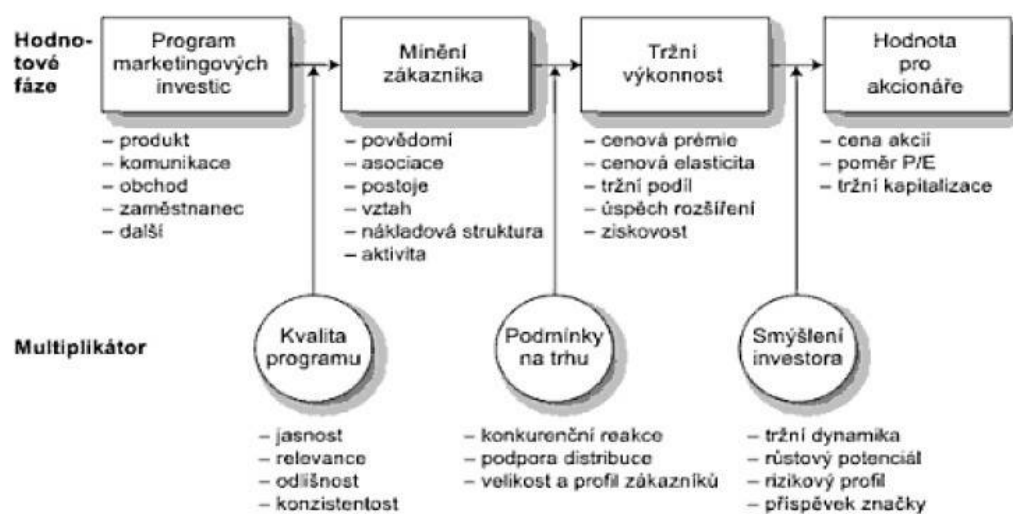 Hodno-
tové
fáze
Program
marketingových
investic
– produkt
– komunikace
– obchod
– zaměstnanec
– další
Mínění
zákazníka
– povědomí
– asociace
– postoje
– vztah
– nákladová struktura
– aktivita
Tržní
výkonnost
– cenová prémie
– cenová elasticita
– tržní podíl
– úspěch rozšíření
– ziskovost
Hodnota
pro
akcionáře
– cena akcií
– poměr P/E
– tržní kapitalizace
Multiplikátor
Kvalita
programu
– jasnost
– relevance
– odlišnost
– konzistentost
Podmínky
na trhu
– konkurenční reakce
– podpora distribuce
– velikost a profil zákazníků
Smýšlení
investora
– tržní dynamika
– růstový potenciál
– rizikový profil
– příspěvek značky